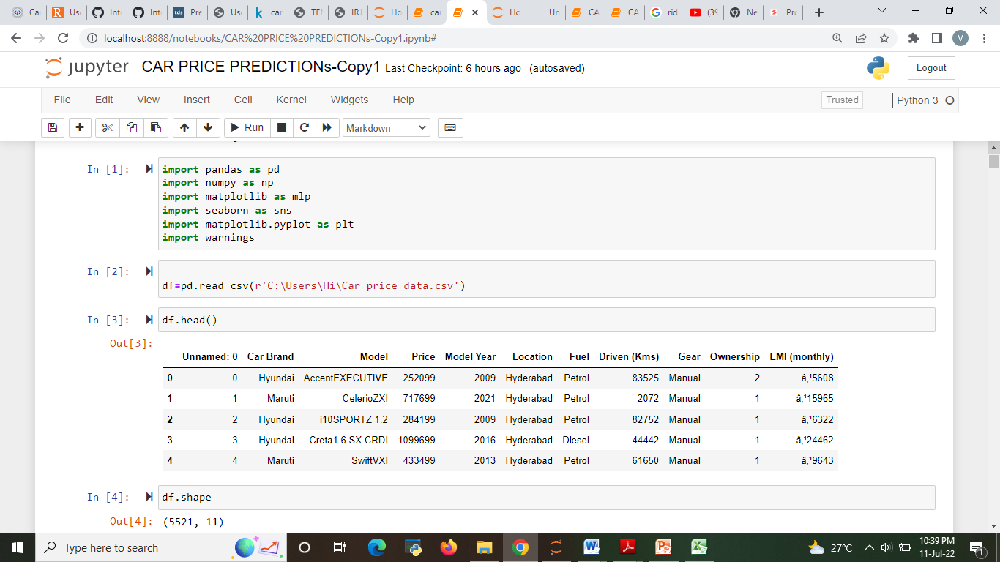 Ca Us Int Int tds Pre Use k car TEI IRJ Ho ca Ho Un CA CA rid (39 Ne Pro
localhost:8888/notebooks/CAR%20PRICE%20PREDICTIONs-Copy1.ipynb# V
jupyter CAR PRICE PREDICTIONs-Copy1 Last Checkpoint: 6 hours ago (autosaved) Logout
File Edit View Insert Cell Kernel Widgets Help Trusted Python 3
Run Markdown
In [1]: import pandas as pd
import numpy as np
import matplotlib as mlp
import seaborn as sns
import matplotlib.pyplot as plt
import warnings
In [2]:
df=pd.read_csv(r'C:\Users\Hi\Car price data.csv')
In [3]: df.head()
Out[3]:
Unnamed: 0 Car Brand Model Price Model Year Location Fuel Driven (Kms) Gear Ownership EMI (monthly)
0 0 Hyundai AccentEXECUTIVE 252099 2009 Hyderabad Petrol 83525 Manual 2 â‚¹5608
1 1 Maruti CelerioZXI 717699 2021 Hyderabad Petrol 2072 Manual 1 â‚¹15965
2 2 Hyundai i10SPORTZ 1.2 284199 2009 Hyderabad Petrol 82752 Manual 1 â‚¹6322
3 3 Hyundai Creta1.6 SX CRDI 1099699 2016 Hyderabad Diesel 44442 Manual 1 â‚¹24462
4 4 Maruti SwiftVXI 433499 2013 Hyderabad Petrol 61650 Manual 1 â‚¹9643
In [4]: df.shape
Out[4]: (5521, 11)
Type here to search 27°C 10:39 PM
11-Jul-22 1